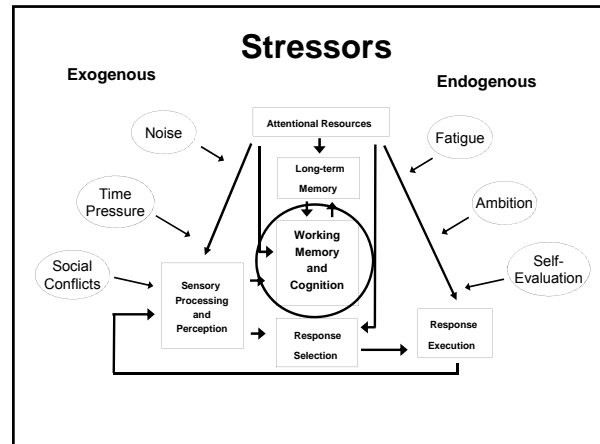 Stressors
Exogenous
Endogenous
Attentional Resources
Noise
Fatigue
Long-term
Memory
Time
Pressure
Ambition
Working
Memory
and
Cognition
Social
Conflicts
Self-
Evaluation
Sensory
Processing
and
Perception
Response
Selection
Response
Execution